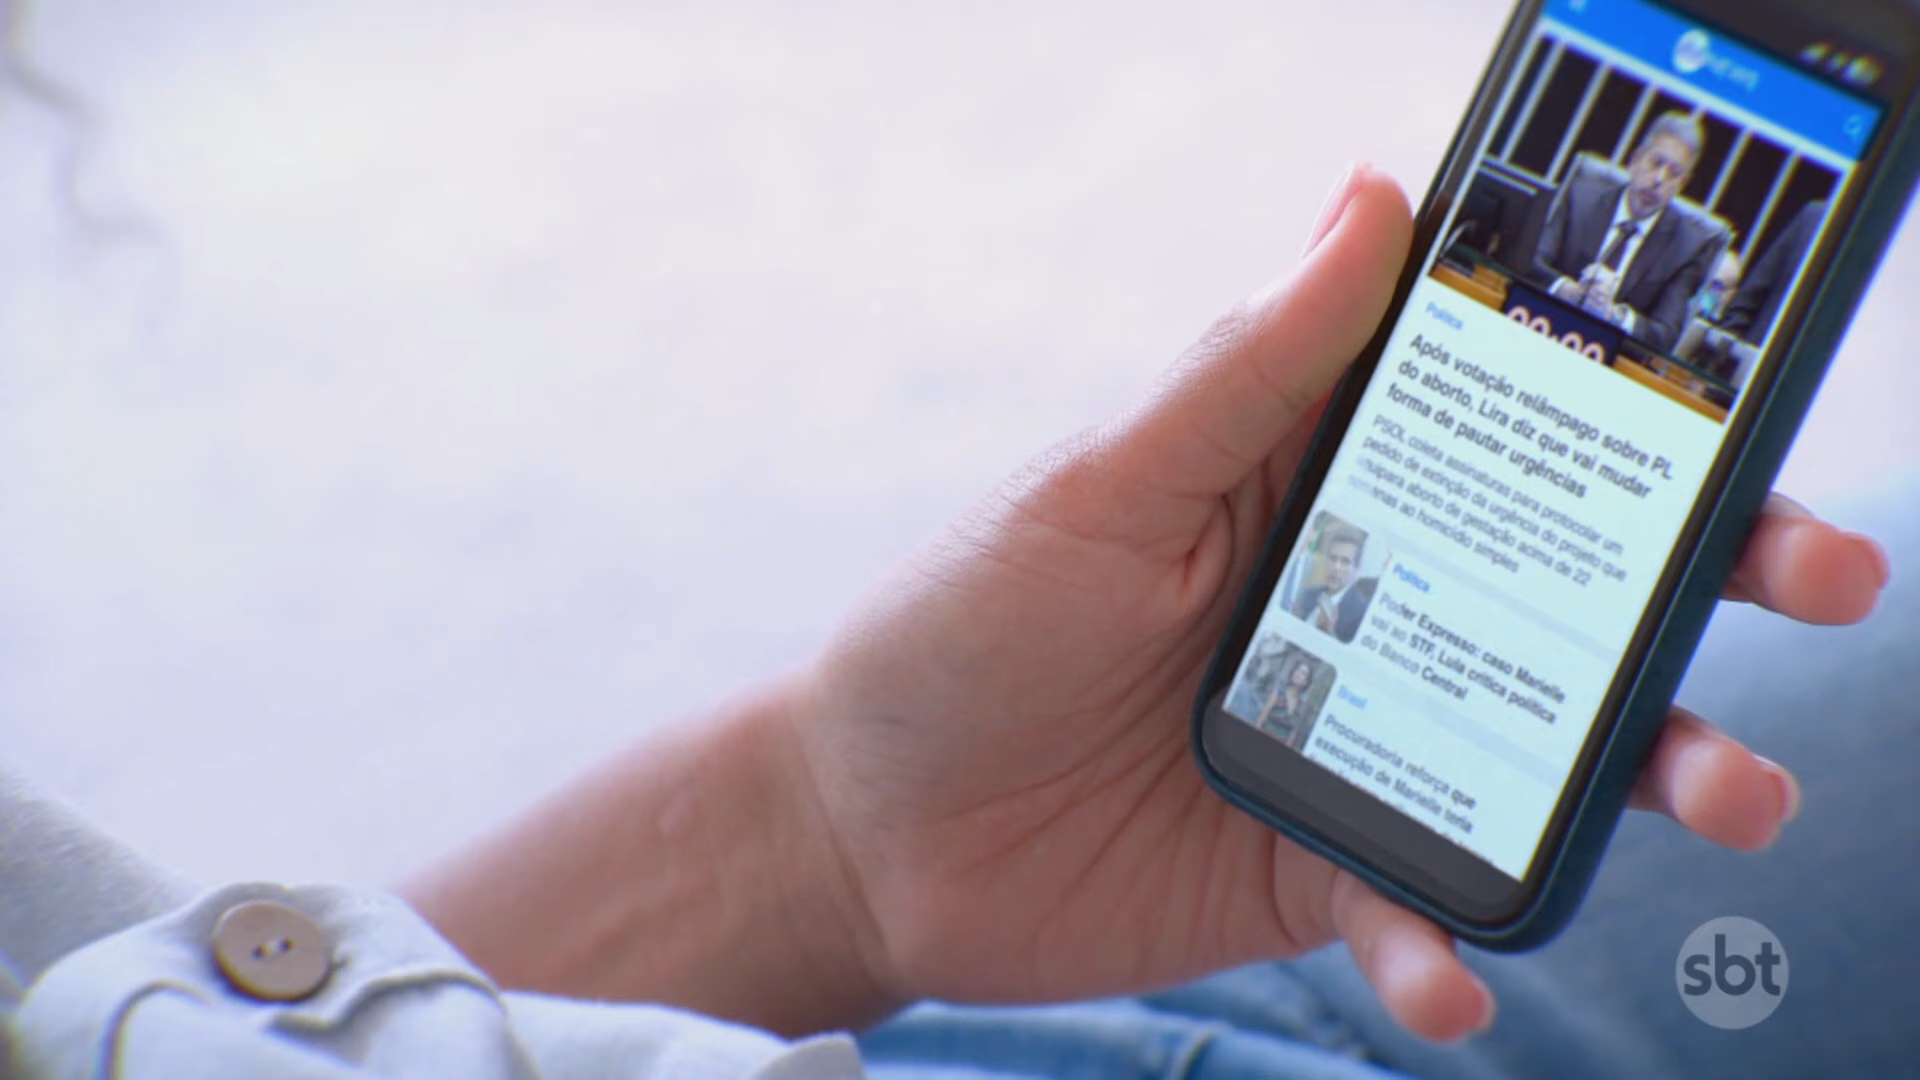 news
00:00
Política
Após votação relâmpago sobre PL
do aborto, Lira diz que vai mudar
forma de pautar urgências
PSOL coleta assinaturas para protocolar um
pedido de extinção da urgência do projeto que
equipara aborto de gestação acima de 22
semanas ao homicídio simples
Política
Poder Expresso: caso Marielle
vai ao STF, Lula critica política
do Banco Central
Brasil
Procuradoria reforça que
execução de Marielle teria
sbt